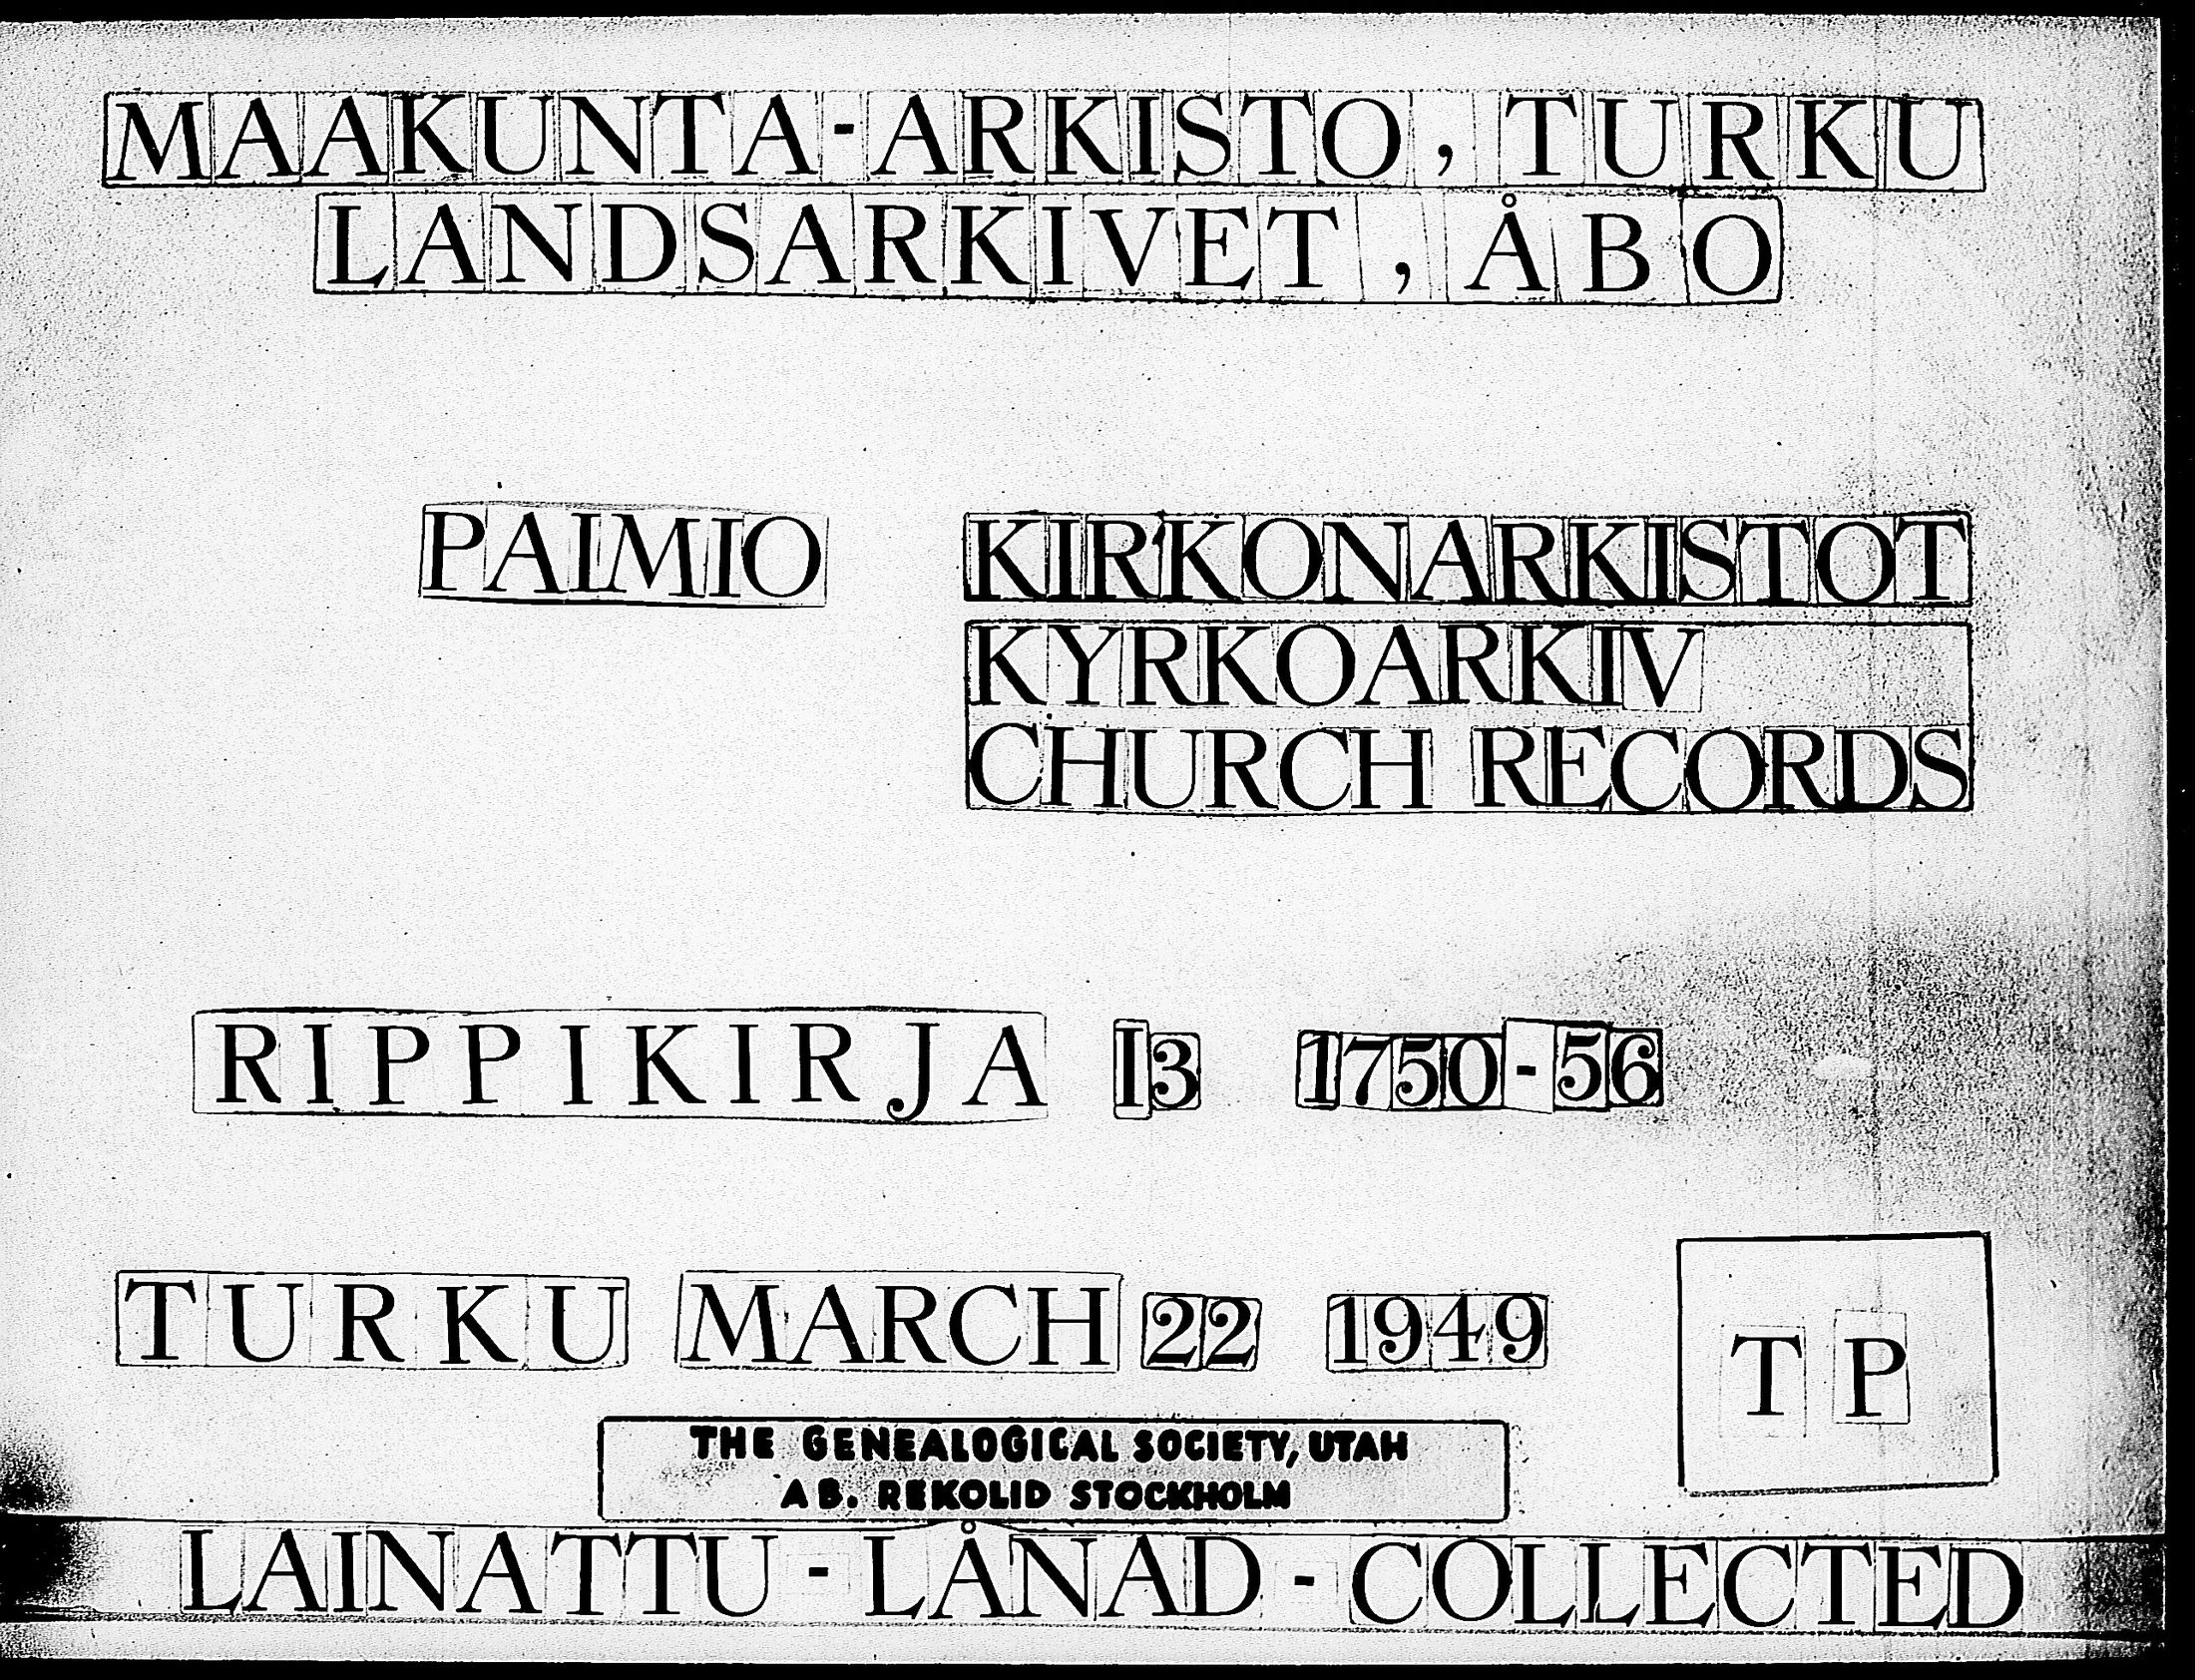 MAAKUNTA-ARKISTO, TURKU
LANDSARKIVET, ÅBO
PAIMIO KIRKONARKISTOT
KYRKOARKIV
CHURCH RECORDS
RIPPIKIRJA I3 1750-56
TURKU MARCH 22 1949
T P
THE GENEALOGICAL SOCIETY, UTAH
A B. REKOLID STOCKHOLM
LAINATTU - LÅNAD - COLLECTED